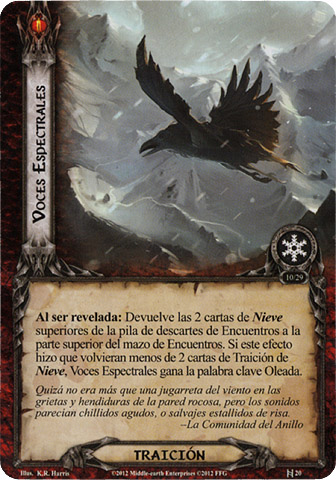 VOCES ESPECTRALES
10/29
Al ser revelada: Devuelve las 2 cartas de Nieve
superiores de la pila de descartes de Encuentros a la
parte superior del mazo de Encuentros. Si este efecto
hizo que volvieran menos de 2 cartas de Traición de
Nieve, Voces Espectrales gana la palabra clave Oleada.
Quizá no era más que una jugarreta del viento en las
grietas y hendiduras de la pared rocosa, pero los sonidos
parecian chillidos agudos, o salvajes estallidos de risa.
–La Comunidad del Anillo
TRAICIÓN
Illus. K.R. Harris
©2012 Middle-earth Enterprises ©2012 FFG
20